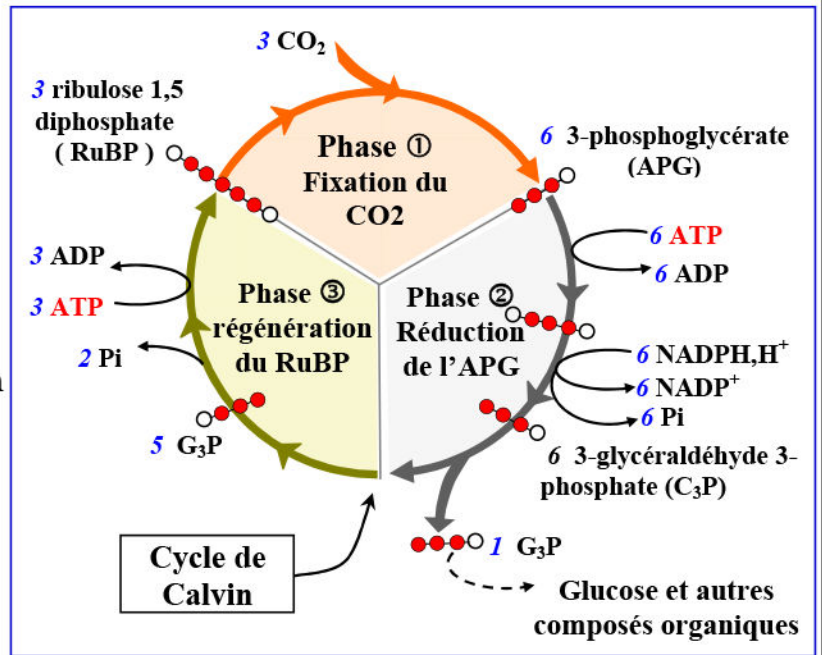 3 CO₂
3 ribulose 1,5
diphosphate
( RuBP )
Phase ①
Fixation du
CO2
6 3-phosphoglycérate
(APG)
6 ATP
6 ADP
3 ADP
3 ATP
2 Pi
Phase ③
régénération
du RuBP
Phase ②
Réduction
de l’APG
6 NADPH,H⁺
6 NADP⁺
6 Pi
5 G₃P
6 3-glycéraldéhyde 3-
phosphate (C₃P)
1 G₃P
Cycle de
Calvin
Glucose et autres
composés organiques